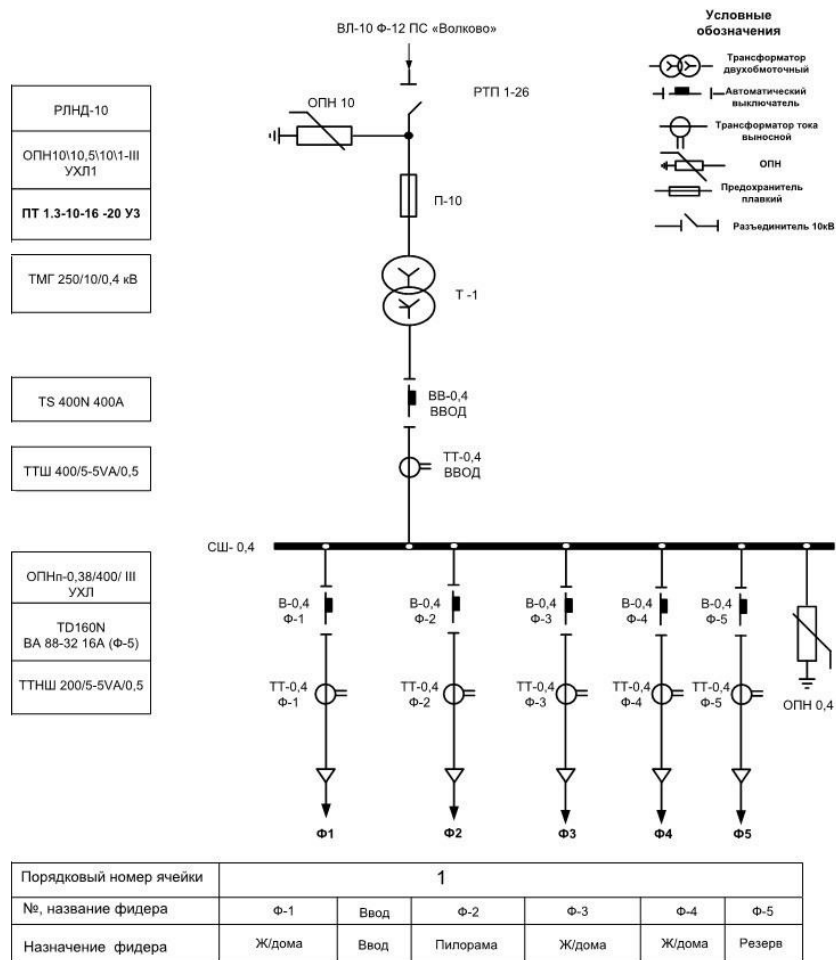 ВЛ-10 Ф-12 ПС «Волково»
Условные
обозначения
Трансформатор
двухобмоточный
Автоматический
выключатель
Трансформатор тока
выносной
ОПН
Предохранитель
плавкий
Разъединитель 10кВ
РЛНД-10
ОПН10\10,5\10\1-III
УХЛ1
ПТ 1.3-10-16 -20 У3
ТМГ 250/10/0,4 кВ
TS 400N 400А
ТТШ 400/5-5VA/0,5
ОПНп-0,38/400/ III
УХЛ
TD160N
ВА 88-32 16А (Ф-5)
ТТНШ 200/5-5VA/0,5
ОПН 10
РТП 1-26
П-10
Т -1
ВВ-0,4
ВВОД
ТТ-0,4
ВВОД
СШ- 0,4
В-0,4
Ф-1
В-0,4
Ф-2
В-0,4
Ф-3
В-0,4
Ф-4
В-0,4
Ф-5
ТТ-0,4
Ф-1
ТТ-0,4
Ф-2
ТТ-0,4
Ф-3
ТТ-0,4
Ф-4
ТТ-0,4
Ф-5
ОПН 0,4
Ф1 Ф2 Ф3 Ф4 Ф5
Порядковый номер ячейки 1
№, название фидера Ф-1 Ввод Ф-2 Ф-3 Ф-4 Ф-5
Назначение фидера Ж/дома Ввод Пилорама Ж/дома Ж/дома Резерв